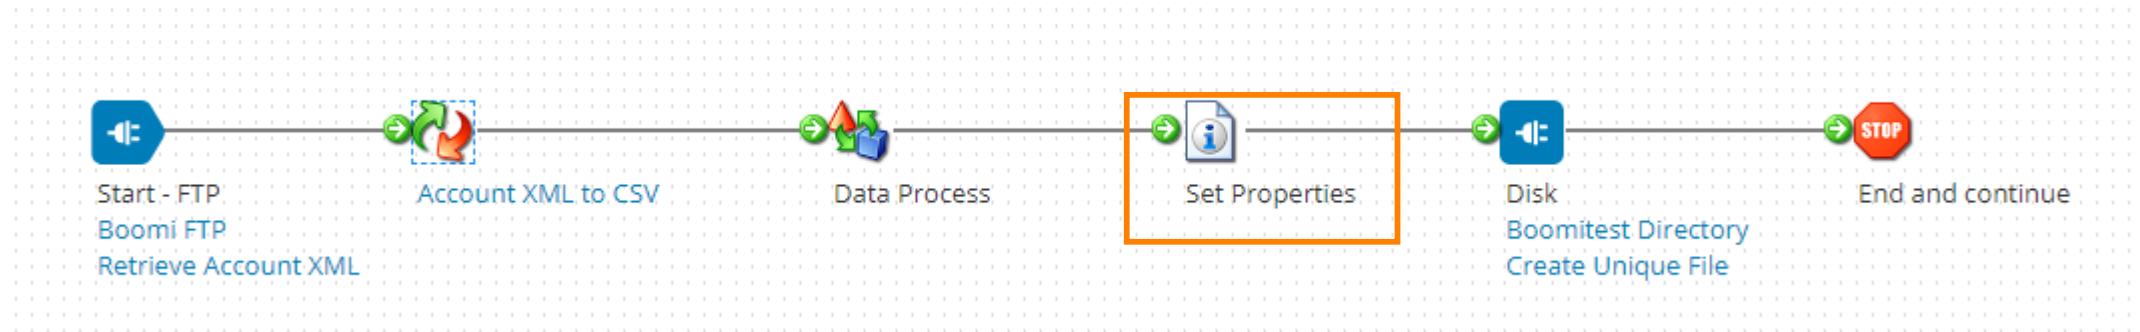 Start - FTP
Boomi FTP
Retrieve Account XML
Account XML to CSV
Data Process
Set Properties
Disk
Boomitest Directory
Create Unique File
STOP
End and continue